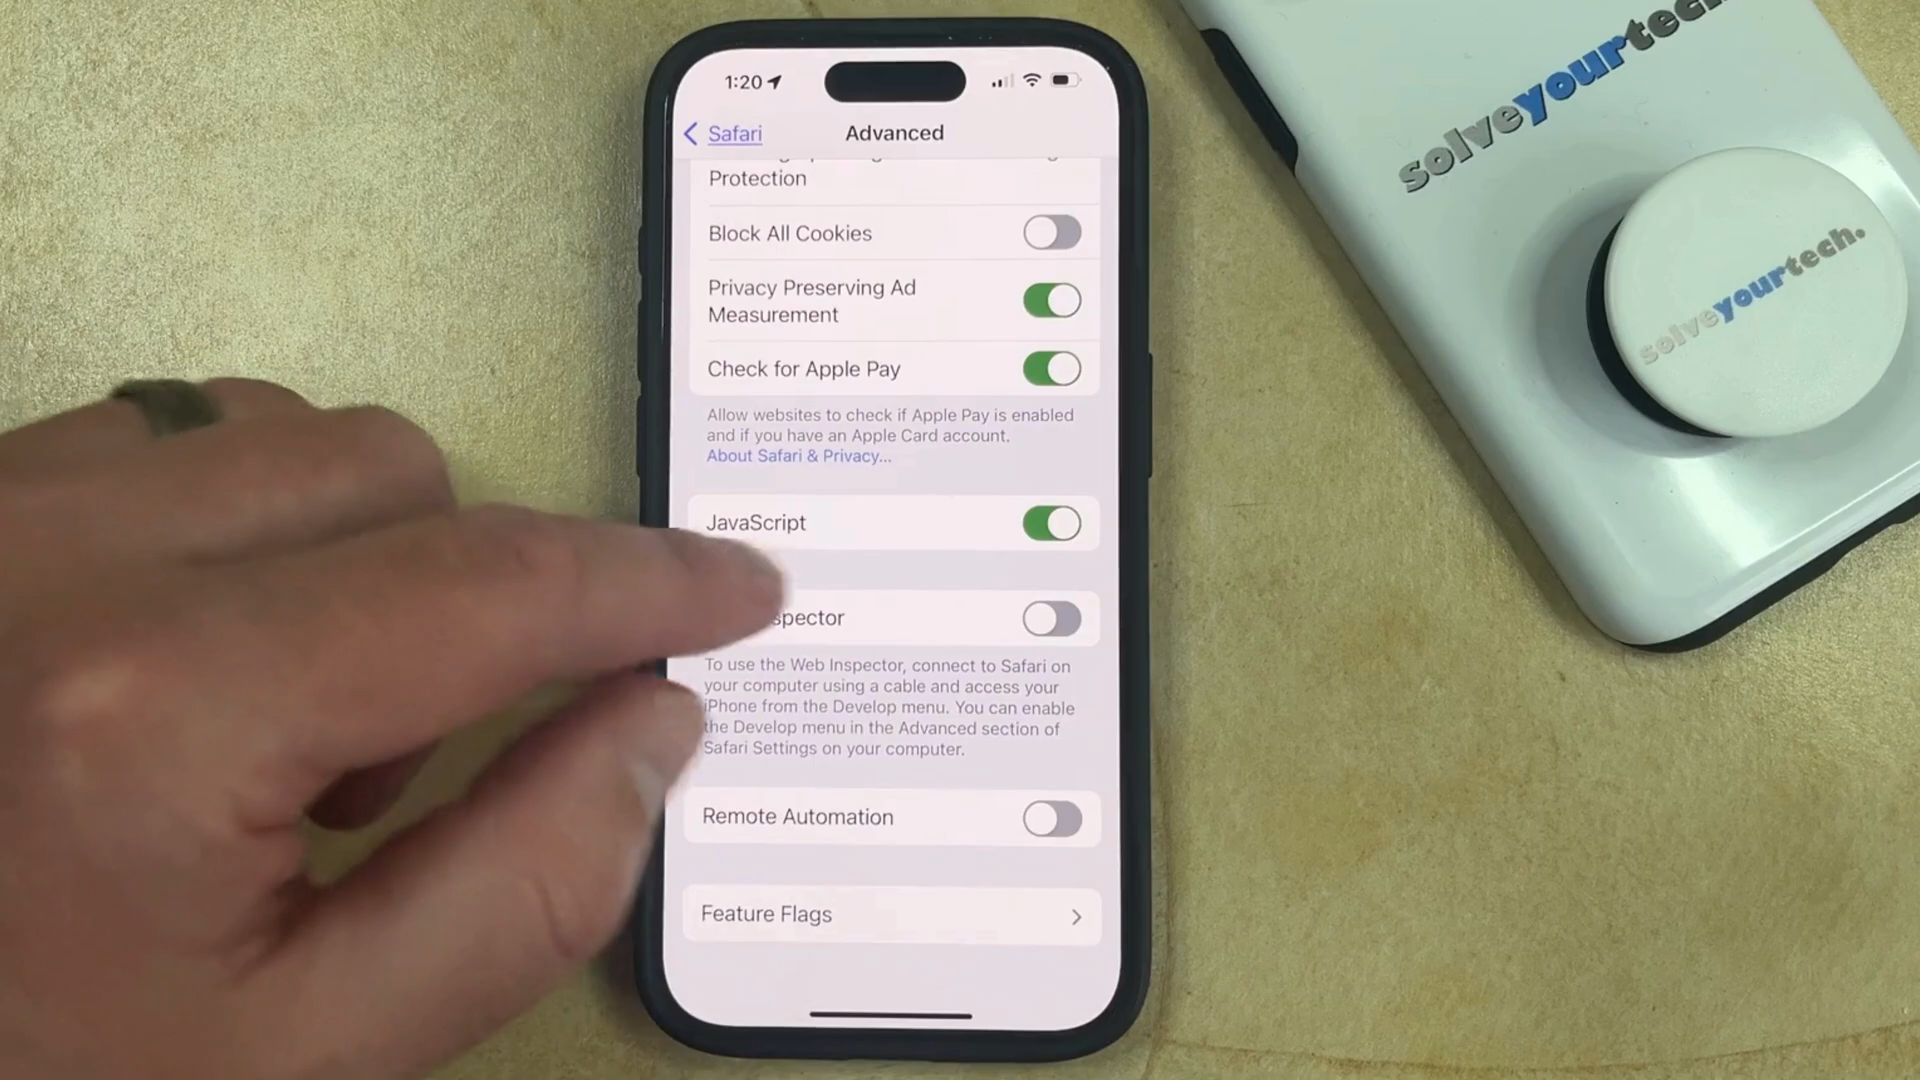 1:20
Safari
Advanced
Protection
Block All Cookies
Privacy Preserving Ad
Measurement
Check for Apple Pay
Allow websites to check if Apple Pay is enabled
and if you have an Apple Card account.
About Safari & Privacy...
JavaScript
spector
To use the Web Inspector, connect to Safari on
your computer using a cable and access your
iPhone from the Develop menu. You can enable
the Develop menu in the Advanced section of
Safari Settings on your computer.
Remote Automation
Feature Flags
solveyourtech
solveyourtech.